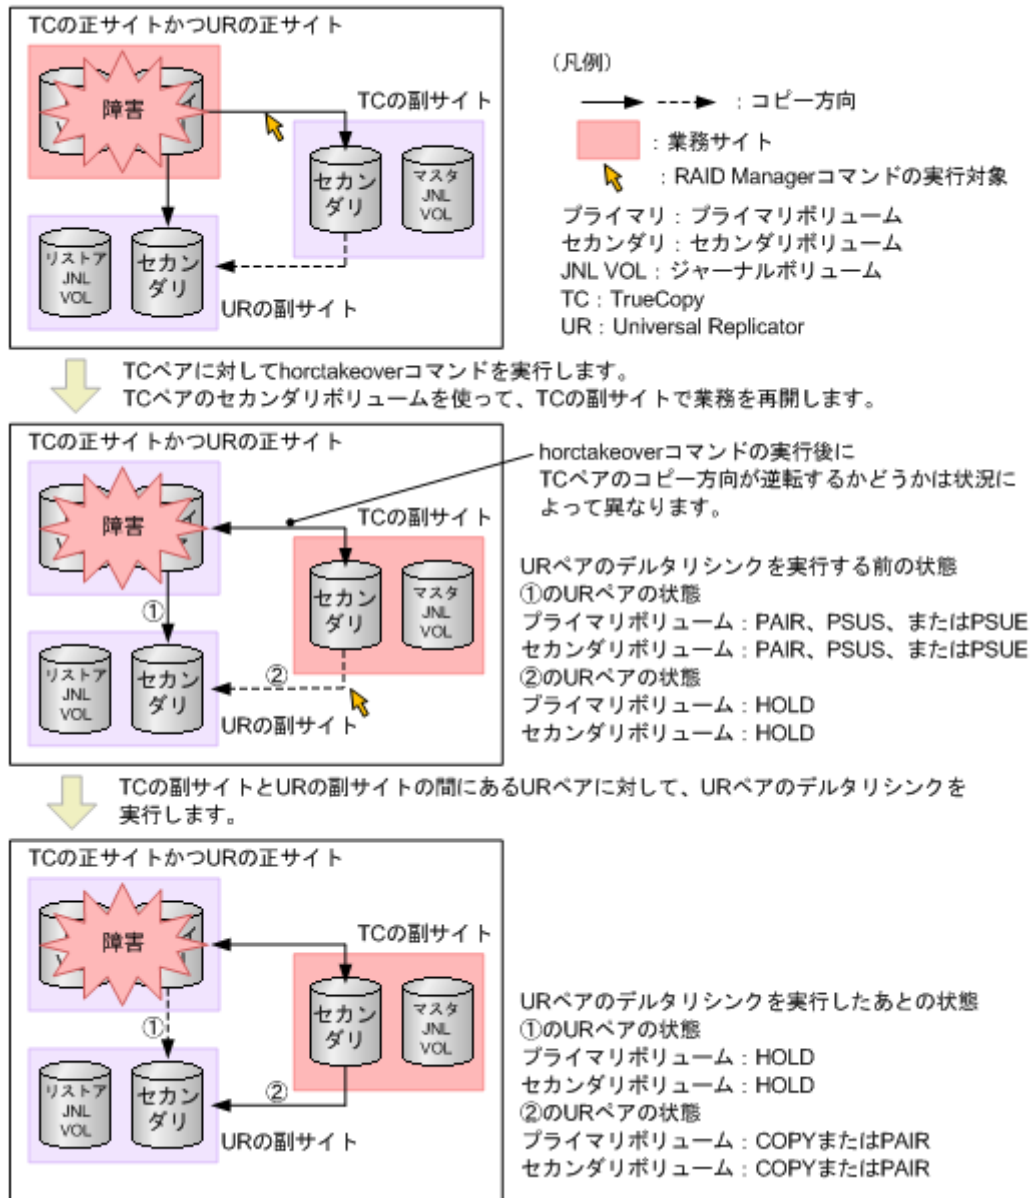 TCの正サイトかつURの正サイト
障害
TCの副サイト
セカン
ダリ
マスタ
JNL
VOL
リストア
JNL
VOL
セカン
ダリ
URの副サイト
（凡例）
：コピー方向
：業務サイト
：RAID Managerコマンドの実行対象
プライマリ：プライマリボリューム
セカンダリ：セカンダリボリューム
JNL VOL：ジャーナルボリューム
TC：TrueCopy
UR：Universal Replicator
TCペアに対してhorctakeoverコマンドを実行します。
TCペアのセカンダリボリュームを使って、TCの副サイトで業務を再開します。
TCの正サイトかつURの正サイト
障害
TCの副サイト
セカン
ダリ
マスタ
JNL
VOL
①
②
リストア
JNL
VOL
セカン
ダリ
URの副サイト
horctakeoverコマンドの実行後に
TCペアのコピー方向が逆転するかどうかは状況に
よって異なります。
URペアのデルタリシンクを実行する前の状態
①のURペアの状態
プライマリボリューム：PAIR、PSUS、またはPSUE
セカンダリボリューム：PAIR、PSUS、またはPSUE
②のURペアの状態
プライマリボリューム：HOLD
セカンダリボリューム：HOLD
TCの副サイトとURの副サイトの間にあるURペアに対して、URペアのデルタリシンクを
実行します。
TCの正サイトかつURの正サイト
障害
TCの副サイト
セカン
ダリ
マスタ
JNL
VOL
①
②
リストア
JNL
VOL
セカン
ダリ
URの副サイト
URペアのデルタリシンクを実行したあとの状態
①のURペアの状態
プライマリボリューム：HOLD
セカンダリボリューム：HOLD
②のURペアの状態
プライマリボリューム：COPYまたはPAIR
セカンダリボリューム：COPYまたはPAIR